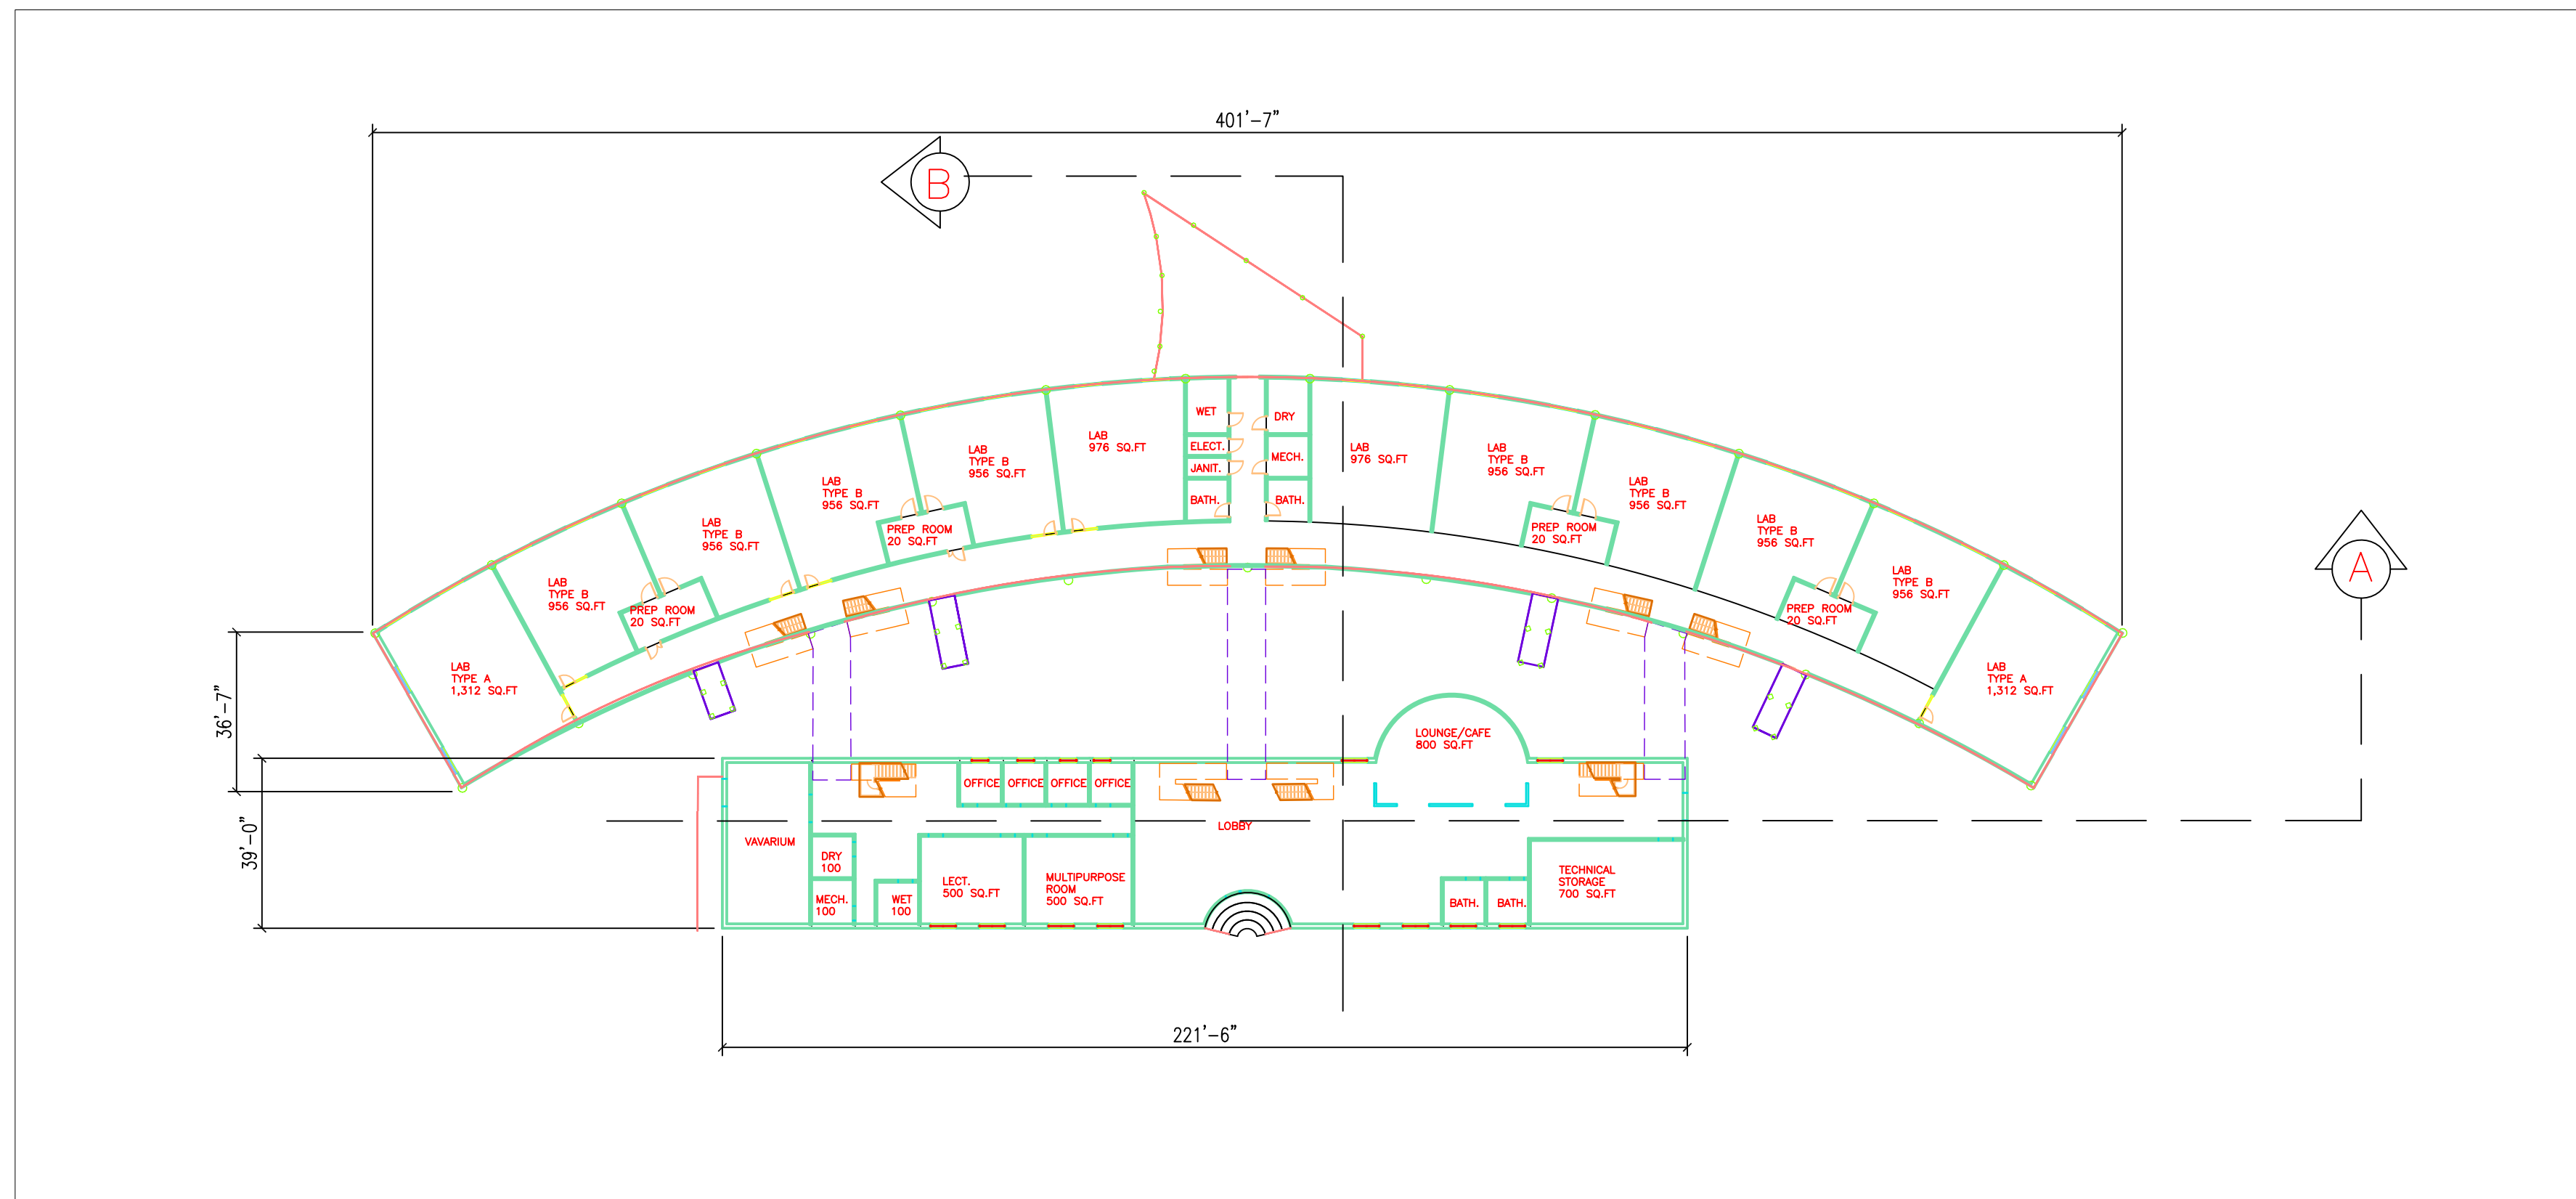 401'-7"
B
WET
DRY
LAB
976 SQ.FT
ELECT.
MECH.
LAB
976 SQ.FT
JANIT.
BATH.
BATH.
LAB
TYPE B
956 SQ.FT
LAB
TYPE B
956 SQ.FT
LAB
TYPE B
956 SQ.FT
LAB
TYPE B
956 SQ.FT
PREP ROOM
20 SQ.FT
PREP ROOM
20 SQ.FT
LAB
TYPE B
956 SQ.FT
LAB
TYPE B
956 SQ.FT
LAB
TYPE B
956 SQ.FT
LAB
TYPE B
956 SQ.FT
PREP ROOM
20 SQ.FT
PREP ROOM
20 SQ.FT
A
LAB
TYPE A
1,312 SQ.FT
LAB
TYPE A
1,312 SQ.FT
36'-7"
LOUNGE/CAFE
800 SQ.FT
OFFICE
OFFICE
OFFICE
OFFICE
39'-0"
LOBBY
VAVARIUM
DRY
100
MECH.
100
WET
100
LECT.
500 SQ.FT
MULTIPURPOSE
ROOM
500 SQ.FT
BATH.
BATH.
TECHNICAL
STORAGE
700 SQ.FT
221'-6"